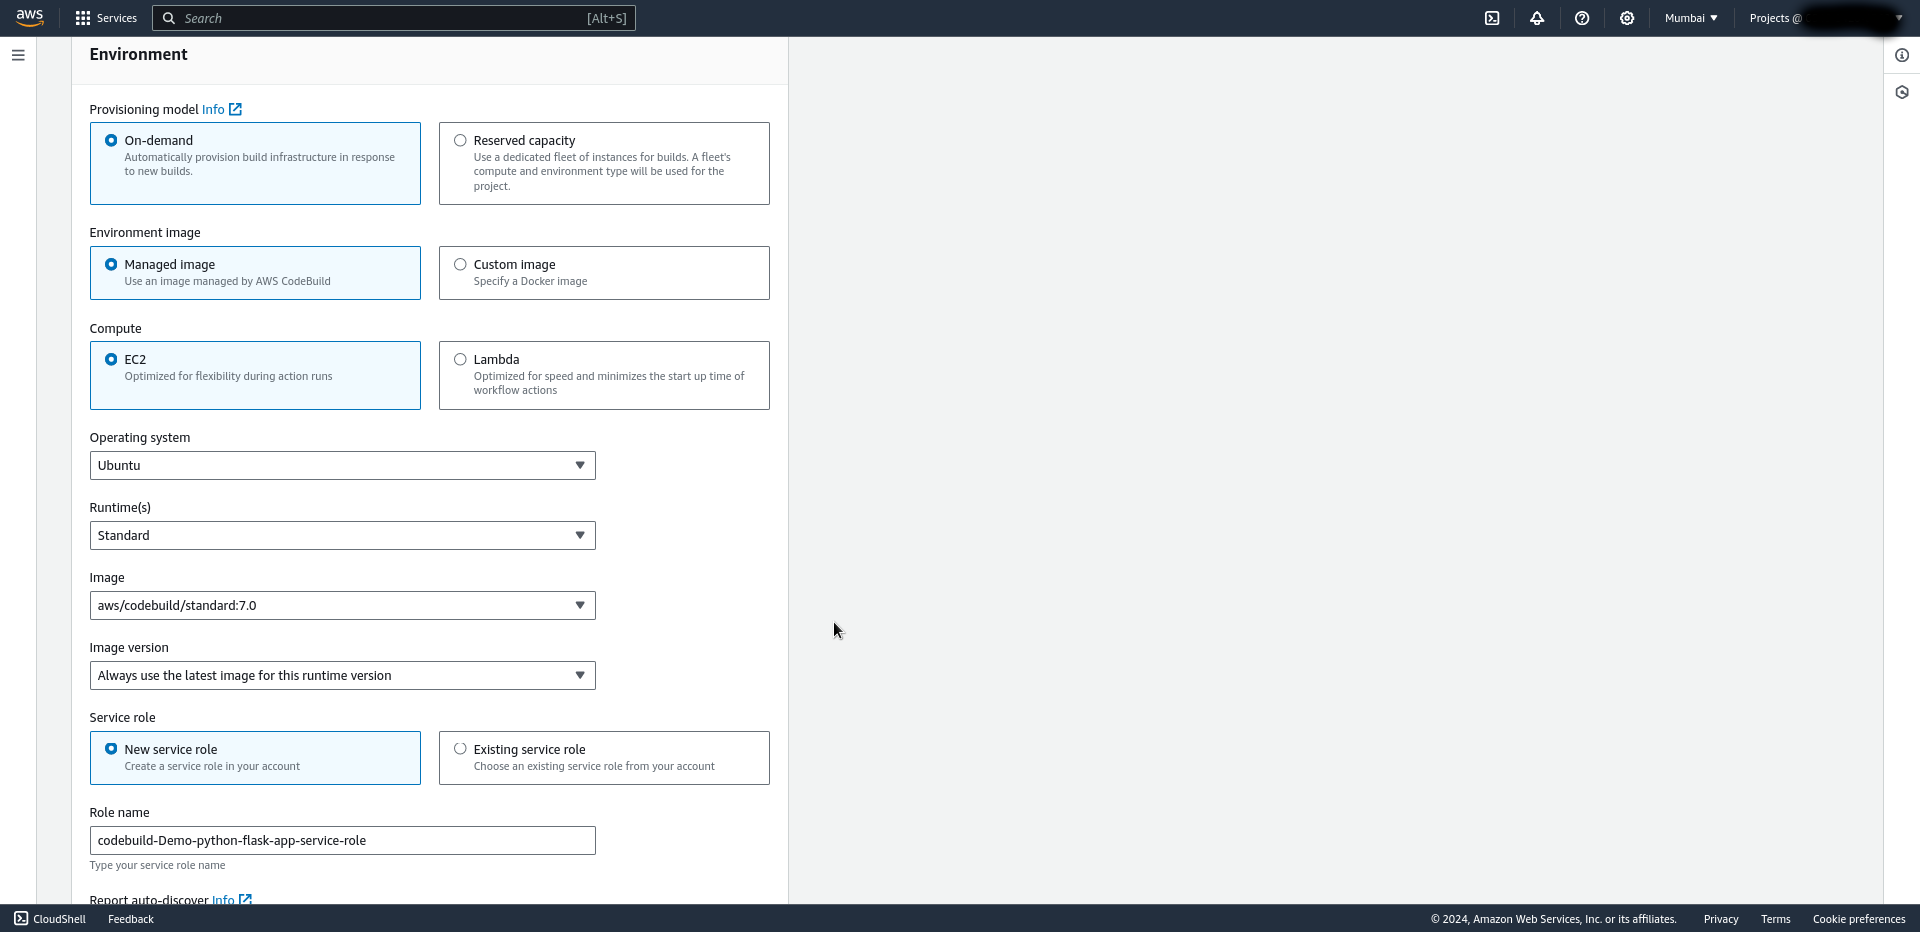 aws
Services
Search
[Alt+S]
Mumbai
Projects @
Environment
Provisioning model Info
On-demand
Automatically provision build infrastructure in response
to new builds.
Reserved capacity
Use a dedicated fleet of instances for builds. A fleet's
compute and environment type will be used for the
project.
Environment image
Managed image
Use an image managed by AWS CodeBuild
Custom image
Specify a Docker image
Compute
EC2
Optimized for flexibility during action runs
Lambda
Optimized for speed and minimizes the start up time of
workflow actions
Operating system
Ubuntu
Runtime(s)
Standard
Image
aws/codebuild/standard:7.0
Image version
Always use the latest image for this runtime version
Service role
New service role
Create a service role in your account
Existing service role
Choose an existing service role from your account
Role name
codebuild-Demo-python-flask-app-service-role
Type your service role name
Report auto-discover Info
CloudShell
Feedback
© 2024, Amazon Web Services, Inc. or its affiliates.
Privacy
Terms
Cookie preferences